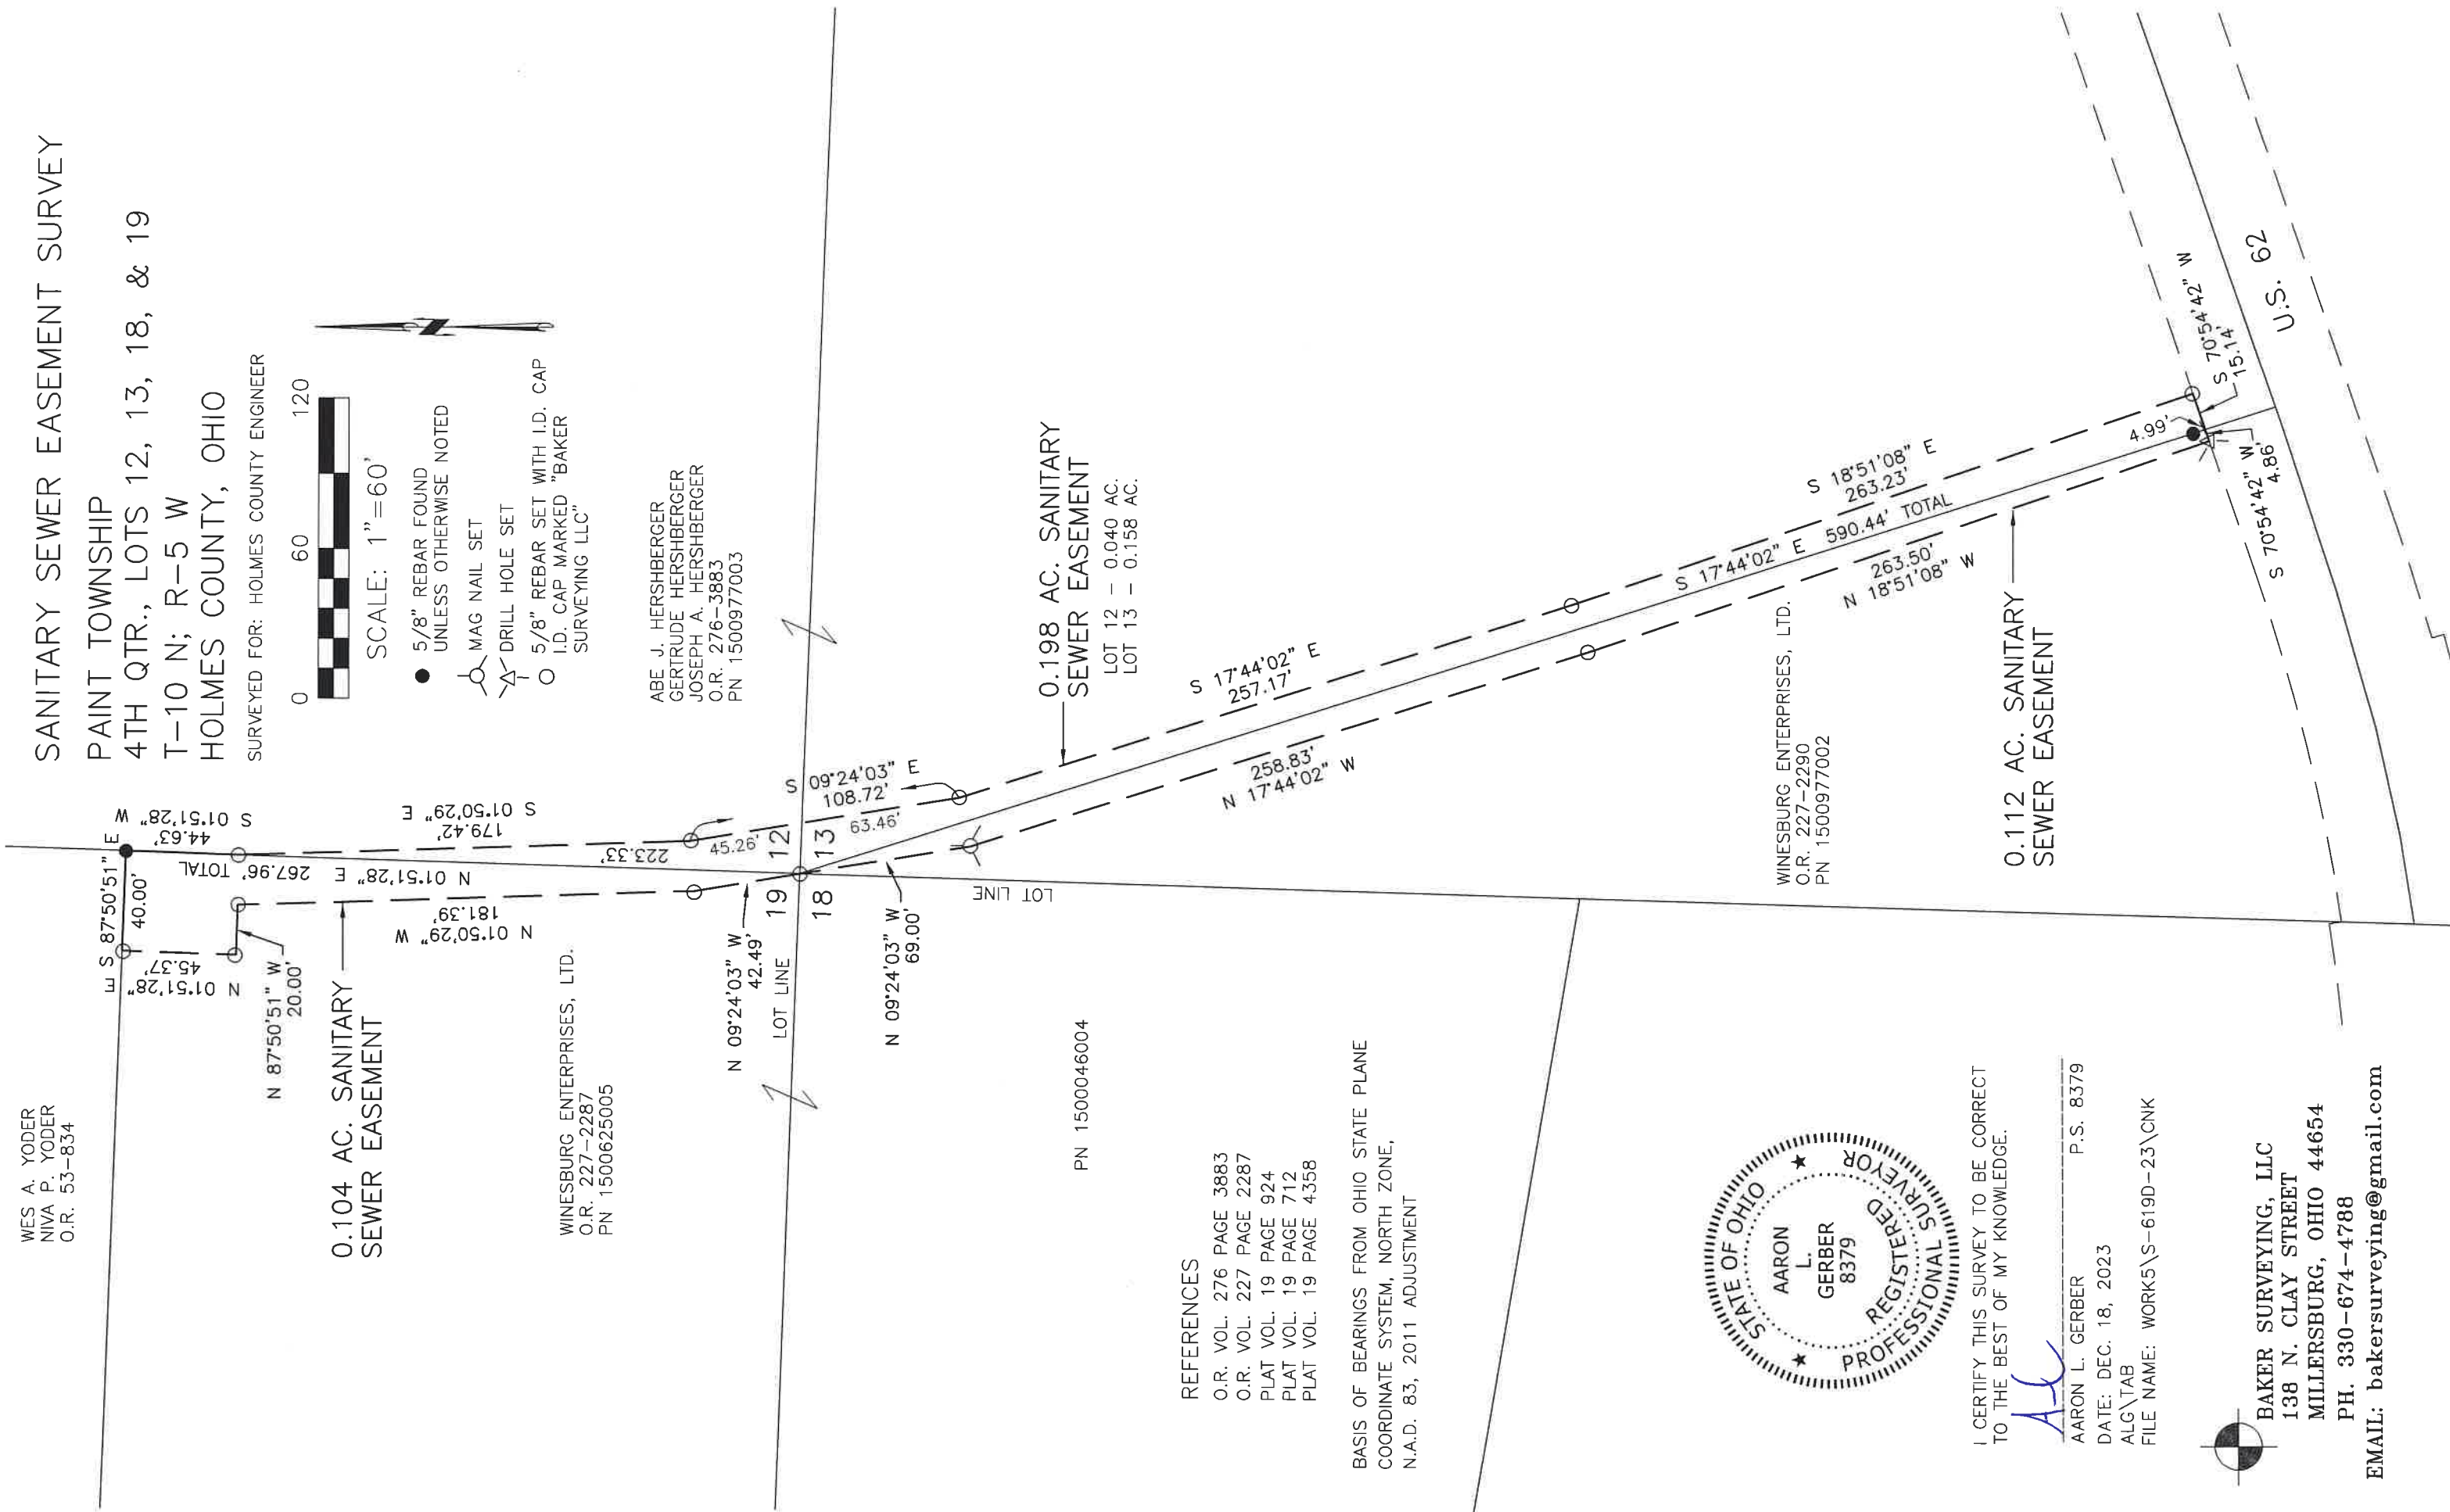 SANITARY SEWER EASEMENT SURVEY
PAINT TOWNSHIP
4TH QTR., LOTS 12, 13, 18, & 19
T-10 N; R-5 W
HOLMES COUNTY, OHIO
SURVEYED FOR: HOLMES COUNTY ENGINEER
0 60 120
SCALE: 1"=60'
5/8" REBAR FOUND
UNLESS OTHERWISE NOTED
MAG NAIL SET
DRILL HOLE SET
5/8" REBAR SET WITH I.D. CAP
I.D. CAP MARKED "BAKER
SURVEYING LLC"
WES A. YODER
NIVA P. YODER
O.R. 53-834
S 87°50'51" E
40.00'
S 01°51'28" W
44.63'
N 01°51'28" E
45.37'
N 87°50'51" W
20.00'
S 01°50'29" E
179.42'
N 01°51'28" E 267.96' TOTAL
223.33'
N 01°50'29" W
181.39'
0.104 AC. SANITARY
SEWER EASEMENT
WINESBURG ENTERPRISES, LTD.
O.R. 227-2287
PN 1500625005
ABE J. HERSHBERGER
GERTRUDE HERSHBERGER
JOSEPH A. HERSHBERGER
O.R. 276-3883
PN 1500977003
N 09°24'03" W
42.49'
LOT LINE
19 12
18 13
45.26'
63.46'
S 09°24'03" E
108.72'
N 09°24'03" W
69.00'
LOT LINE
0.198 AC. SANITARY
SEWER EASEMENT
LOT 12 - 0.040 AC.
LOT 13 - 0.158 AC.
S 17°44'02" E
257.17'
258.83'
N 17°44'02" W
PN 1500046004
S 18°51'08" E
263.23'
S 17°44'02" E 590.44' TOTAL
263.50'
N 18°51'08" W
WINESBURG ENTERPRISES, LTD.
O.R. 227-2290
PN 1500977002
0.112 AC. SANITARY
SEWER EASEMENT
4.99'
S 70°54'42" W
15.14'
S 70°54'42" W
4.86'
U.S. 62
REFERENCES
O.R. VOL. 276 PAGE 3883
O.R. VOL. 227 PAGE 2287
PLAT VOL. 19 PAGE 924
PLAT VOL. 19 PAGE 712
PLAT VOL. 19 PAGE 4358
BASIS OF BEARINGS FROM OHIO STATE PLANE
COORDINATE SYSTEM, NORTH ZONE,
N.A.D. 83, 2011 ADJUSTMENT
STATE OF OHIO
AARON
L.
GERBER
8379
REGISTERED
PROFESSIONAL SURVEYOR
I CERTIFY THIS SURVEY TO BE CORRECT
TO THE BEST OF MY KNOWLEDGE.
AARON L. GERBER P.S. 8379
DATE: DEC. 18, 2023
ALG\TAB
FILE NAME: WORK5\S-619D-23\CNK
BAKER SURVEYING, LLC
138 N. CLAY STREET
MILLERSBURG, OHIO 44654
PH. 330-674-4788
EMAIL: bakersurveying@gmail.com